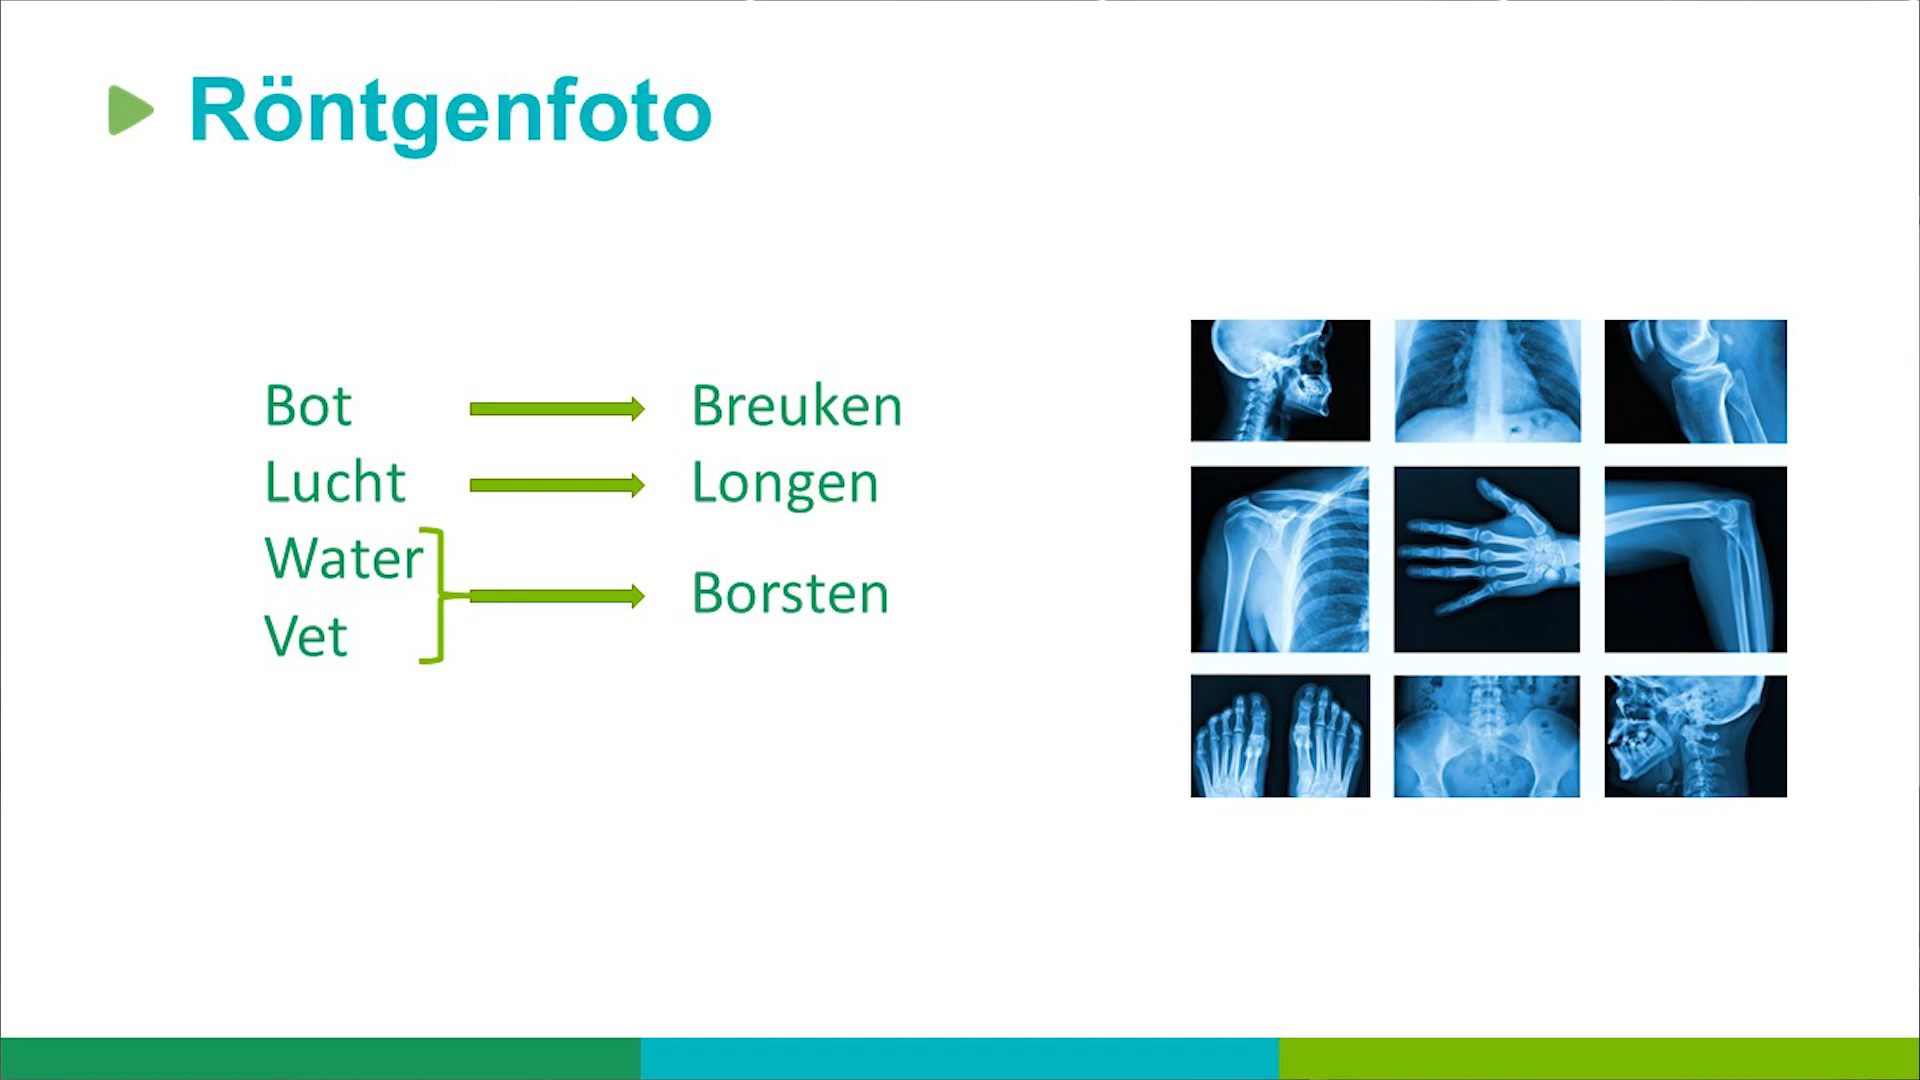 Röntgenfoto
Bot Breuken
Lucht Longen
Water
Borsten
Vet